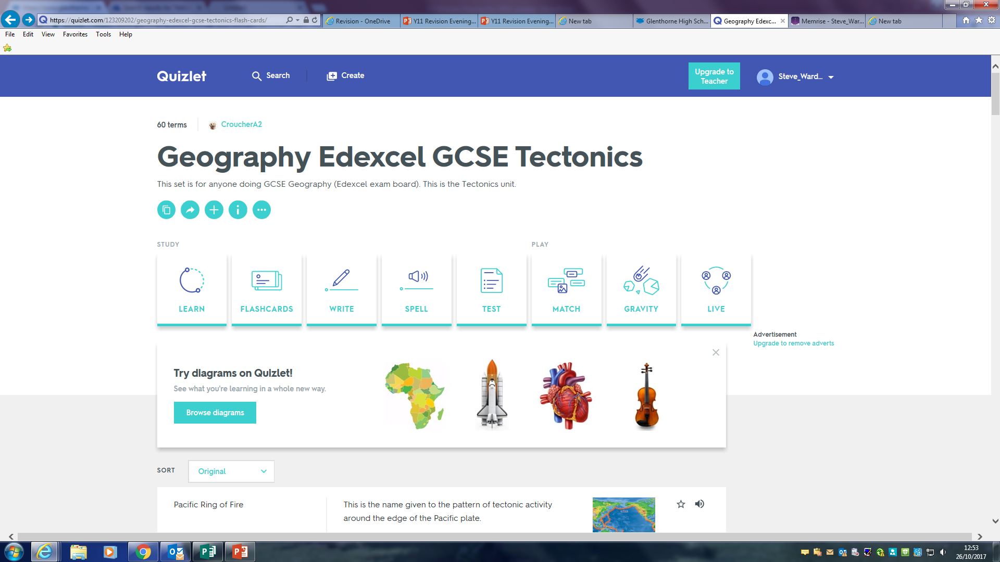 https://quizlet.com/123209202/geography-edexcel-gcse-tectonics-flash-cards/
Revision - OneDrive
Y11 Revision Evening...
Y11 Revision Evening...
New tab
Glenthorne High Sch...
Geography Edexc...
Memrise - Steve_War...
New tab
File Edit View Favorites Tools Help
Quizlet
Search
Create
Upgrade to
Teacher
Steve_Ward...
60 terms
CroucherA2
Geography Edexcel GCSE Tectonics
This set is for anyone doing GCSE Geography (Edexcel exam board). This is the Tectonics unit.
STUDY
PLAY
LEARN
FLASHCARDS
WRITE
SPELL
TEST
MATCH
GRAVITY
LIVE
Advertisement
Upgrade to remove adverts
Try diagrams on Quizlet!
See what you're learning in a whole new way.
Browse diagrams
SORT
Original
Pacific Ring of Fire
This is the name given to the pattern of tectonic activity
around the edge of the Pacific plate.
12:53
26/10/2017